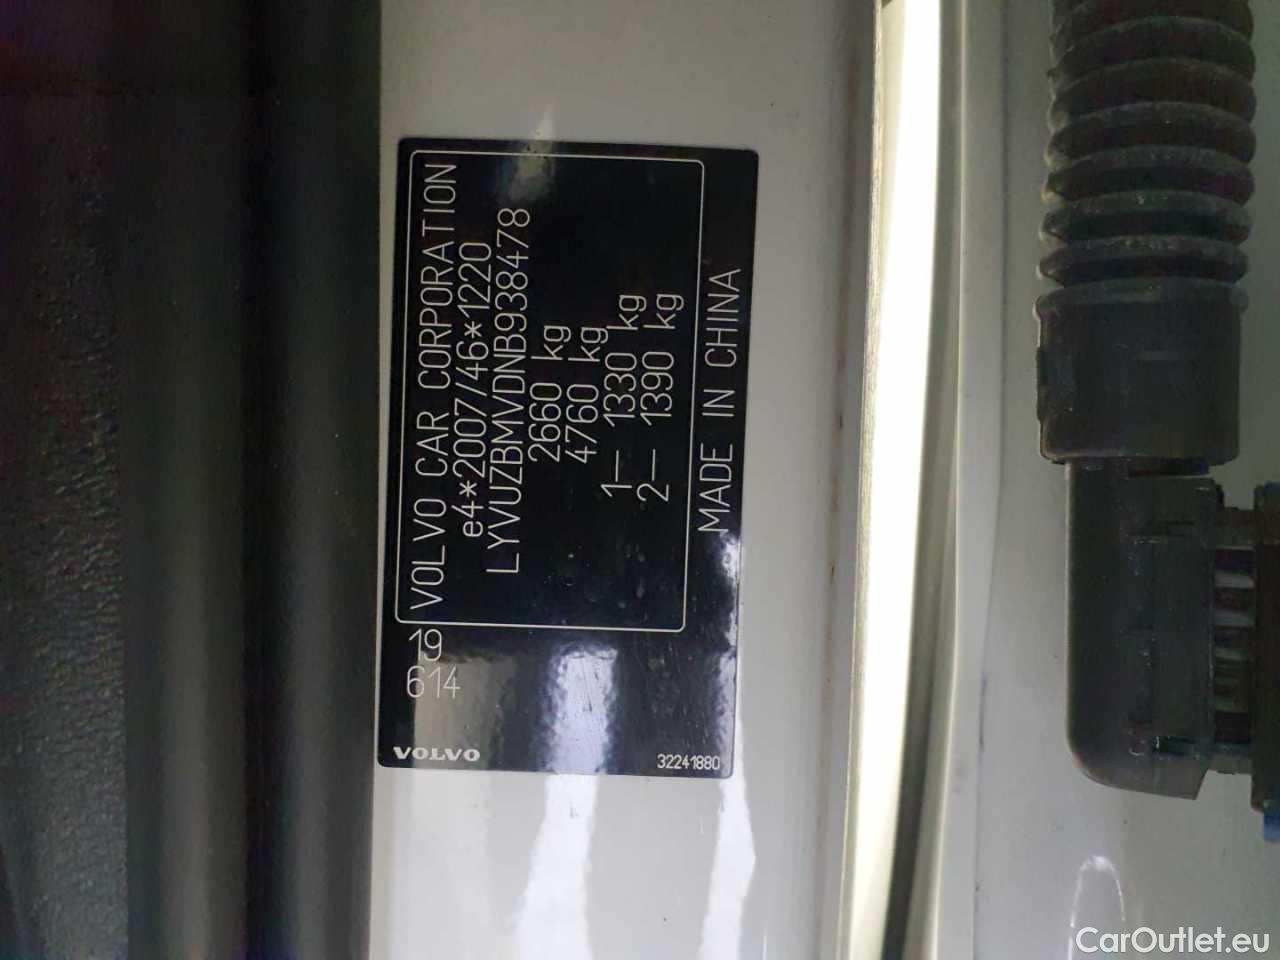 VOLVO CAR CORPORATION
e4*2007/46*1220
LYVUZBMVDNB938478
2660 kg
4760 kg
1– 1330 kg
2– 1390 kg
MADE IN CHINA
19
614
VOLVO
32241880
CarOutlet.eu